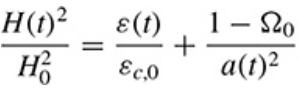 H(t)² / H₀² = ε(t) / ε_{c,0} + (1 − Ω₀) / a(t)²